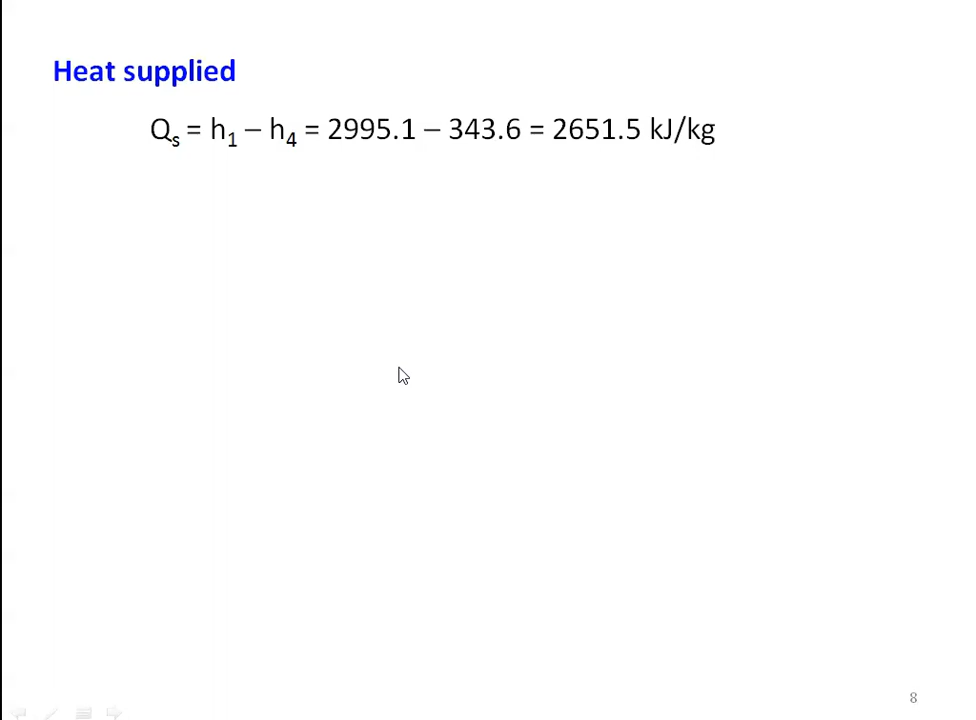 Heat supplied
Qs = h1 – h4 = 2995.1 – 343.6 = 2651.5 kJ/kg
8